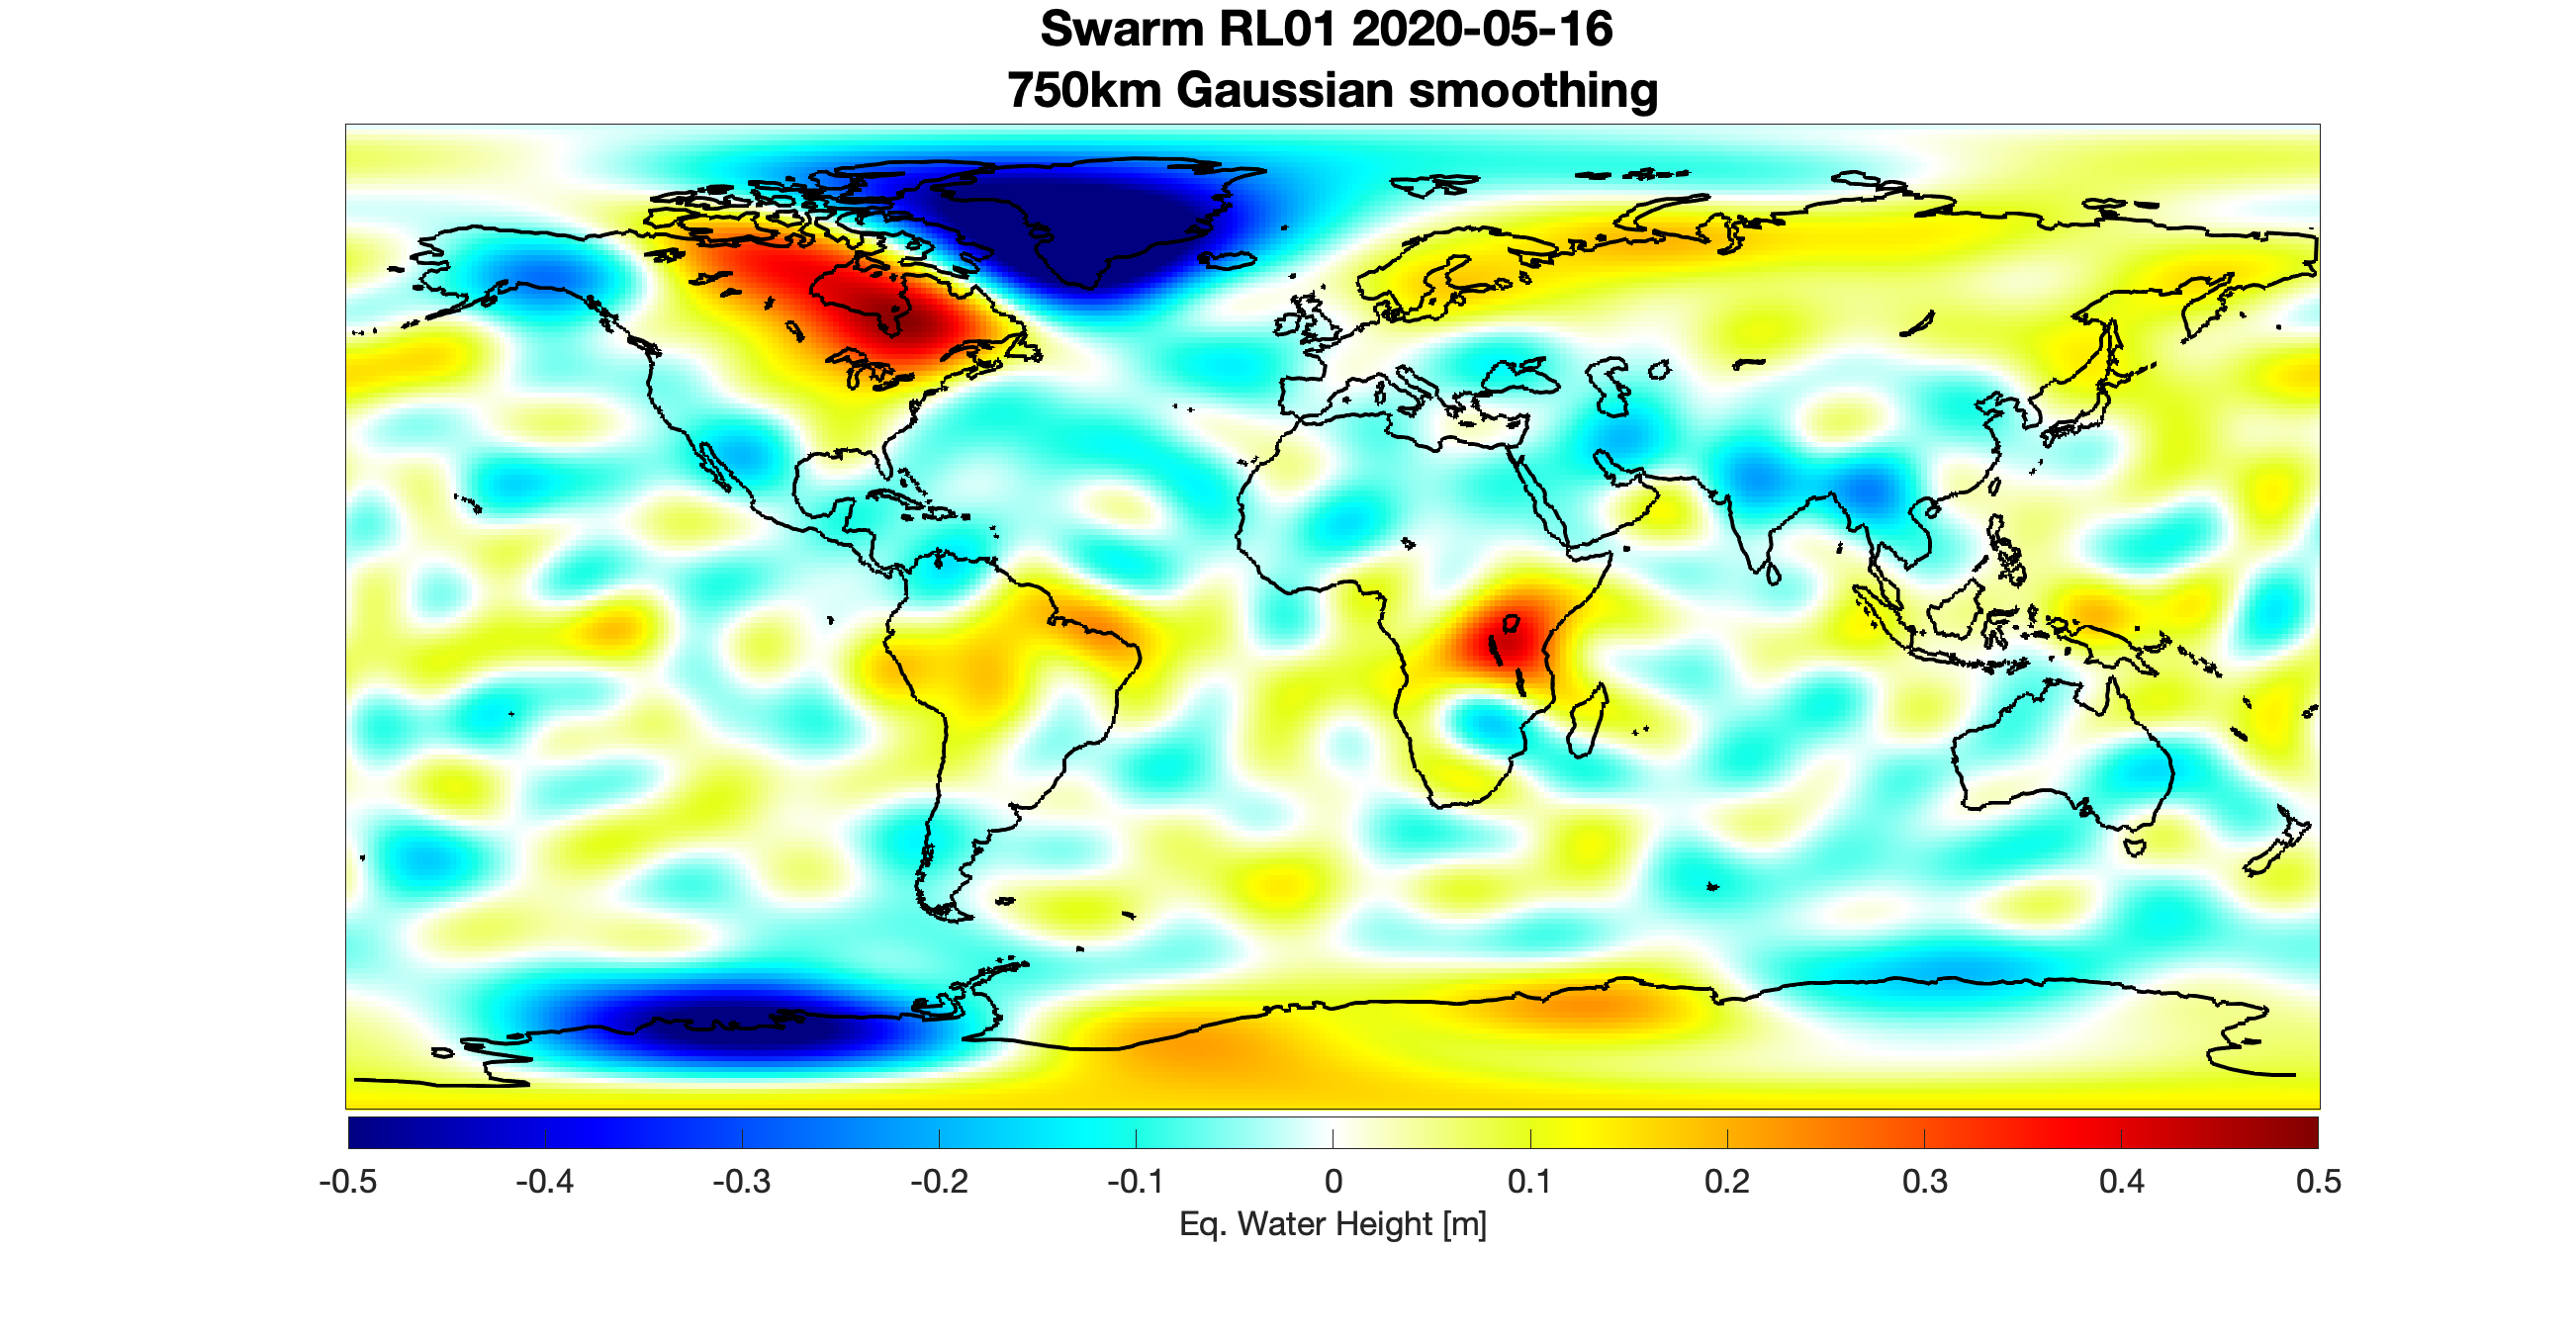 Swarm RL01 2020-05-16
750km Gaussian smoothing
-0.5 -0.4 -0.3 -0.2 -0.1 0 0.1 0.2 0.3 0.4 0.5
Eq. Water Height [m]